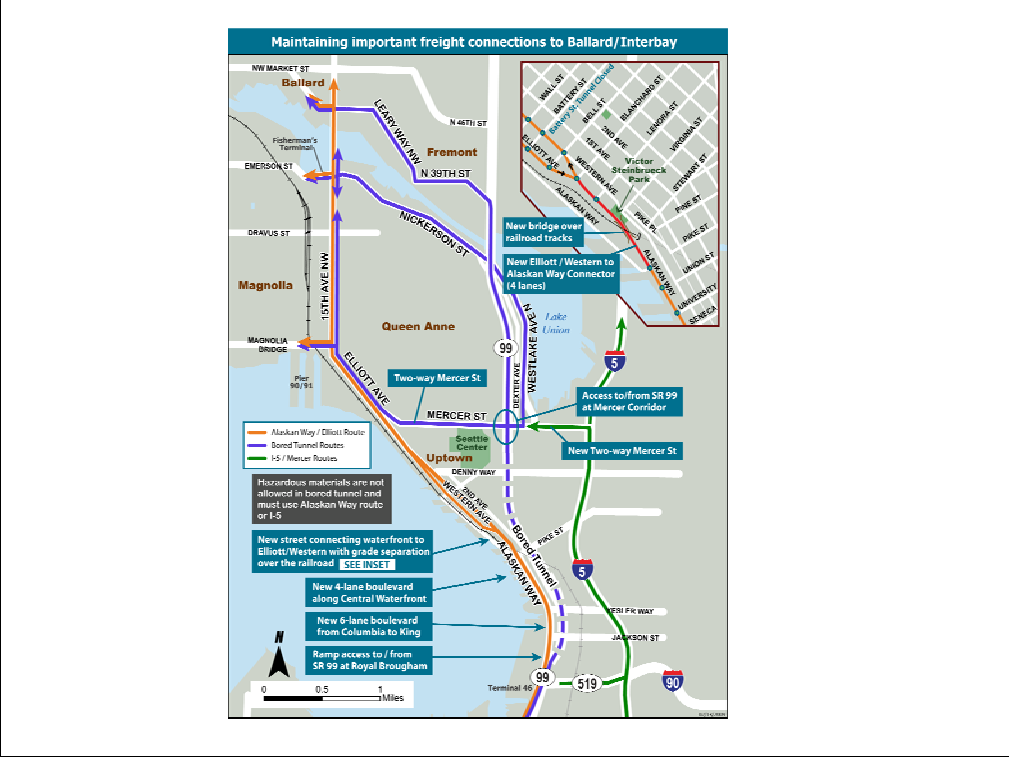 Maintaining important freight connections to Ballard/Interbay
NW MARKET ST
Ballard
LEARY WAY NW
N 46TH ST
Fisherman's
Terminal
Fremont
EMERSON ST
N 39TH ST
NICKERSON ST
DRAVUS ST
15TH AVE NW
Magnolia
Queen Anne
MAGNOLIA
BRIDGE
Pier
90/91
ELLIOTT AVE
Two-way Mercer St
MERCER ST
99
DEXTER AVE
WESTLAKE AVE N
Lake
Union
5
Access to/from SR 99
at Mercer Corridor
New Two-way Mercer St
Seattle
Center
Uptown
DENNY WAY
2ND AVE
WESTERN AVE
WALL ST
BATTERY ST
Battery St. Tunnel Closed
BELL ST
BLANCHARD ST
LENORA ST
VIRGINIA ST
2ND AVE
1ST AVE
ELLIOTT AVE
WESTERN AVE
STEWART ST
Victor
Steinbrueck
Park
ALASKAN WAY
PIKE PL
PINE ST
PIKE ST
UNION ST
ALASKAN WAY
UNIVERSITY
SENECA
New bridge over
railroad tracks
New Elliott / Western to
Alaskan Way Connector
(4 lanes)
Alaskan Way / Elliott Route
Bored Tunnel Routes
I-5 / Mercer Routes
Hazardous materials are not
allowed in bored tunnel and
must use Alaskan Way route
or I-5
New street connecting waterfront to
Elliott/Western with grade separation
over the railroad SEE INSET
New 4-lane boulevard
along Central Waterfront
New 6-lane boulevard
from Columbia to King
Ramp access to / from
SR 99 at Royal Brougham
Bored Tunnel
ALASKAN WAY
PIKE ST
5
YESLER WAY
JACKSON ST
Terminal 46
99
519
90
N
0 0.5 1
Miles